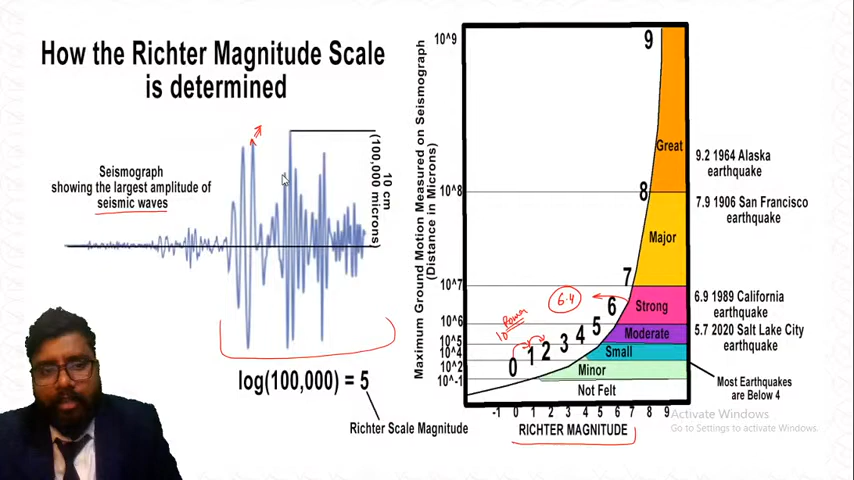 How the Richter Magnitude Scale
is determined
Seismograph
showing the largest amplitude of
seismic waves
10 cm
(100,000 microns)
log(100,000) = 5
Richter Scale Magnitude
Maximum Ground Motion Measured on Seismograph
(Distance in Microns)
10^9
10^8
10^7
10^6
10^5
10^4
10^2
10^-1
9
8
7
6
5
4
3
2
1
0
6.4
10 Power
Great
Major
Strong
Moderate
Small
Minor
Not Felt
-1 0 1 2 3 4 5 6 7 8 9
RICHTER MAGNITUDE
9.2 1964 Alaska
earthquake
7.9 1906 San Francisco
earthquake
6.9 1989 California
earthquake
5.7 2020 Salt Lake City
earthquake
Most Earthquakes
are Below 4
Activate Windows
Go to Settings to activate Windows.